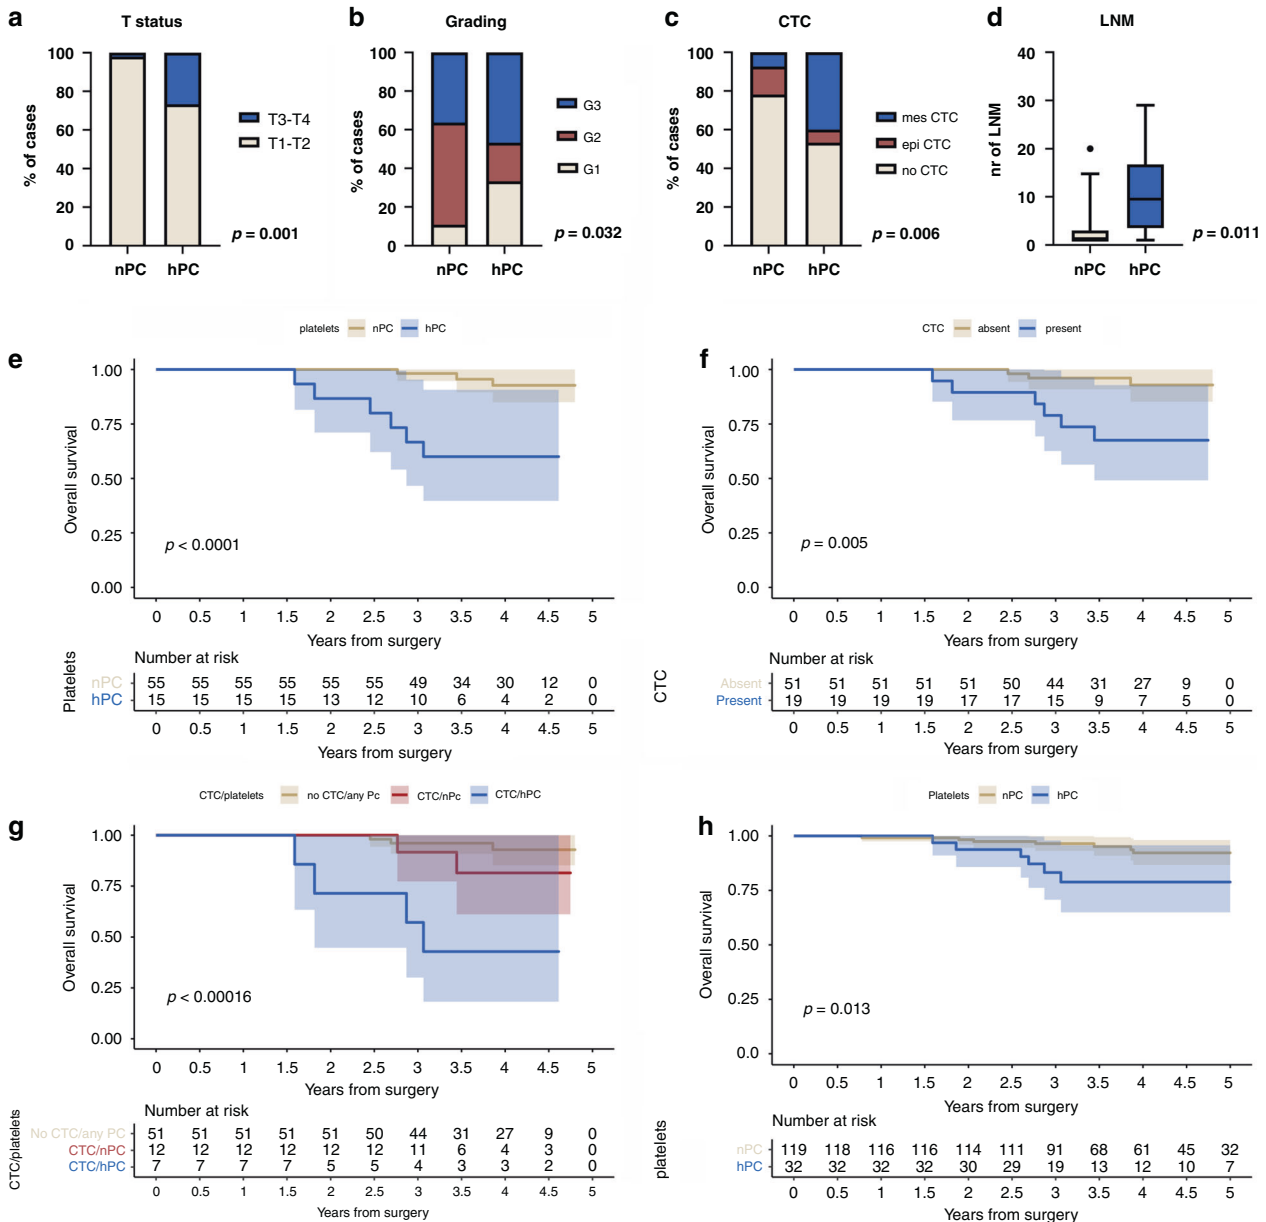 a T status
b Grading
c CTC
d LNM
% of cases
100
80
60
40
20
0
nPC hPC
T3-T4
T1-T2
p = 0.001
% of cases
100
80
60
40
20
0
nPC hPC
G3
G2
G1
p = 0.032
% of cases
100
80
60
40
20
0
nPC hPC
mes CTC
epi CTC
no CTC
p = 0.006
nr of LNM
40
30
20
10
0
nPC hPC
p = 0.011
e
platelets nPC hPC
Overall survival
1.00
0.75
0.50
0.25
0.00
p < 0.0001
0 0.5 1 1.5 2 2.5 3 3.5 4 4.5 5
Years from surgery
Number at risk
Platelets
nPC 55 55 55 55 55 55 49 34 30 12 0
hPC 15 15 15 15 13 12 10 6 4 2 0
0 0.5 1 1.5 2 2.5 3 3.5 4 4.5 5
Years from surgery
f
CTC absent present
Overall survival
1.00
0.75
0.50
0.25
0.0
p = 0.005
0 0.5 1 1.5 2 2.5 3 3.5 4 4.5 5
Years from surgery
Number at risk
CTC
Absent 51 51 51 51 51 50 44 31 27 9 0
Present 19 19 19 19 17 17 15 9 7 5 0
0 0.5 1 1.5 2 2.5 3 3.5 4 4.5 5
Years from surgery
g
CTC/platelets no CTC/any Pc CTC/nPc CTC/hPC
Overall survival
1.00
0.75
0.50
0.25
0.00
p < 0.00016
0 0.5 1 1.5 2 2.5 3 3.5 4 4.5 5
Years from surgery
Number at risk
CTC/platelets
No CTC/any PC 51 51 51 51 51 50 44 31 27 9 0
CTC/nPC 12 12 12 12 12 12 11 6 4 3 0
CTC/hPC 7 7 7 7 5 5 4 3 3 2 0
0 0.5 1 1.5 2 2.5 3 3.5 4 4.5 5
Years from surgery
h
Platelets nPC hPC
Overall survival
1.00
0.75
0.50
0.25
0.0
p = 0.013
0 0.5 1 1.5 2 2.5 3 3.5 4 4.5 5
Years from surgery
Number at risk
platelets
nPC 119 118 116 116 114 111 91 68 61 45 32
hPC 32 32 32 32 30 29 19 13 12 10 7
0 0.5 1 1.5 2 2.5 3 3.5 4 4.5 5
Years from surgery